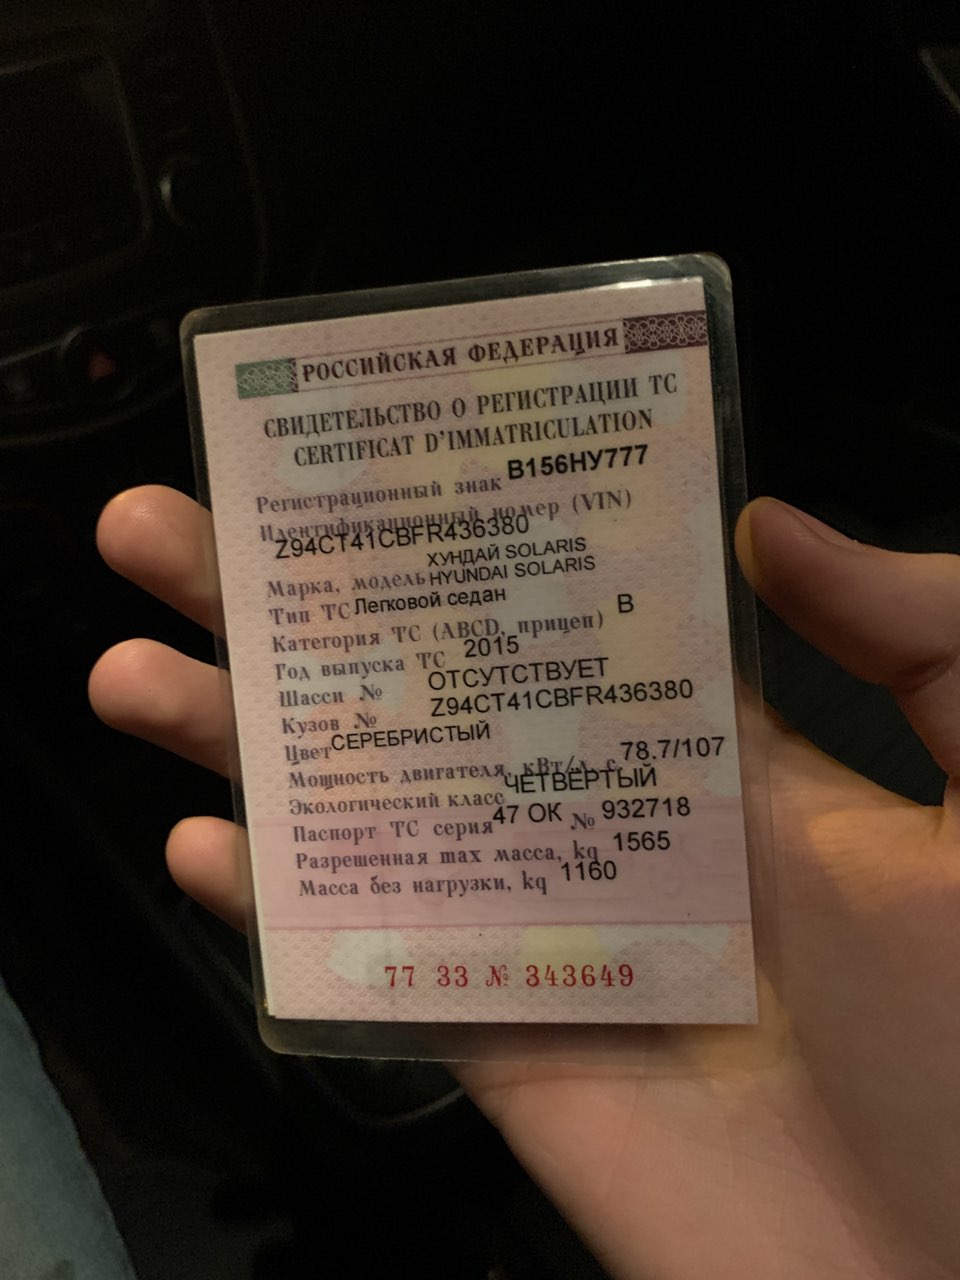 РОССИЙСКАЯ ФЕДЕРАЦИЯ
СВИДЕТЕЛЬСТВО О РЕГИСТРАЦИИ ТС
CERTIFICAT D'IMMATRICULATION
Регистрационный знак В156НУ777
Идентификационный номер (VIN)
Z94CT41CBFR436380
ХУНДАЙ SOLARIS
Марка, модель HYUNDAI SOLARIS
Тип ТС Легковой седан
Категория ТС (ABCD, прицеп) В
Год выпуска ТС 2015
Шасси № ОТСУТСТВУЕТ
Кузов № Z94CT41CBFR436380
Цвет СЕРЕБРИСТЫЙ
Мощность двигателя, кВт/л. с. 78.7/107
Экологический класс ЧЕТВЕРТЫЙ
Паспорт ТС серия 47 ОК № 932718
Разрешенная max масса, kg 1565
Масса без нагрузки, kg 1160
77 33 № 343649